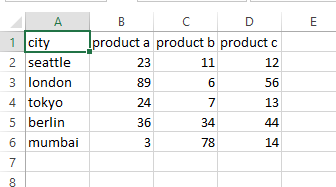 A B C D E
1 city product a product b product c
2 seattle 23 11 12
3 london 89 6 56
4 tokyo 24 7 13
5 berlin 36 34 44
6 mumbai 3 78 14
7
8